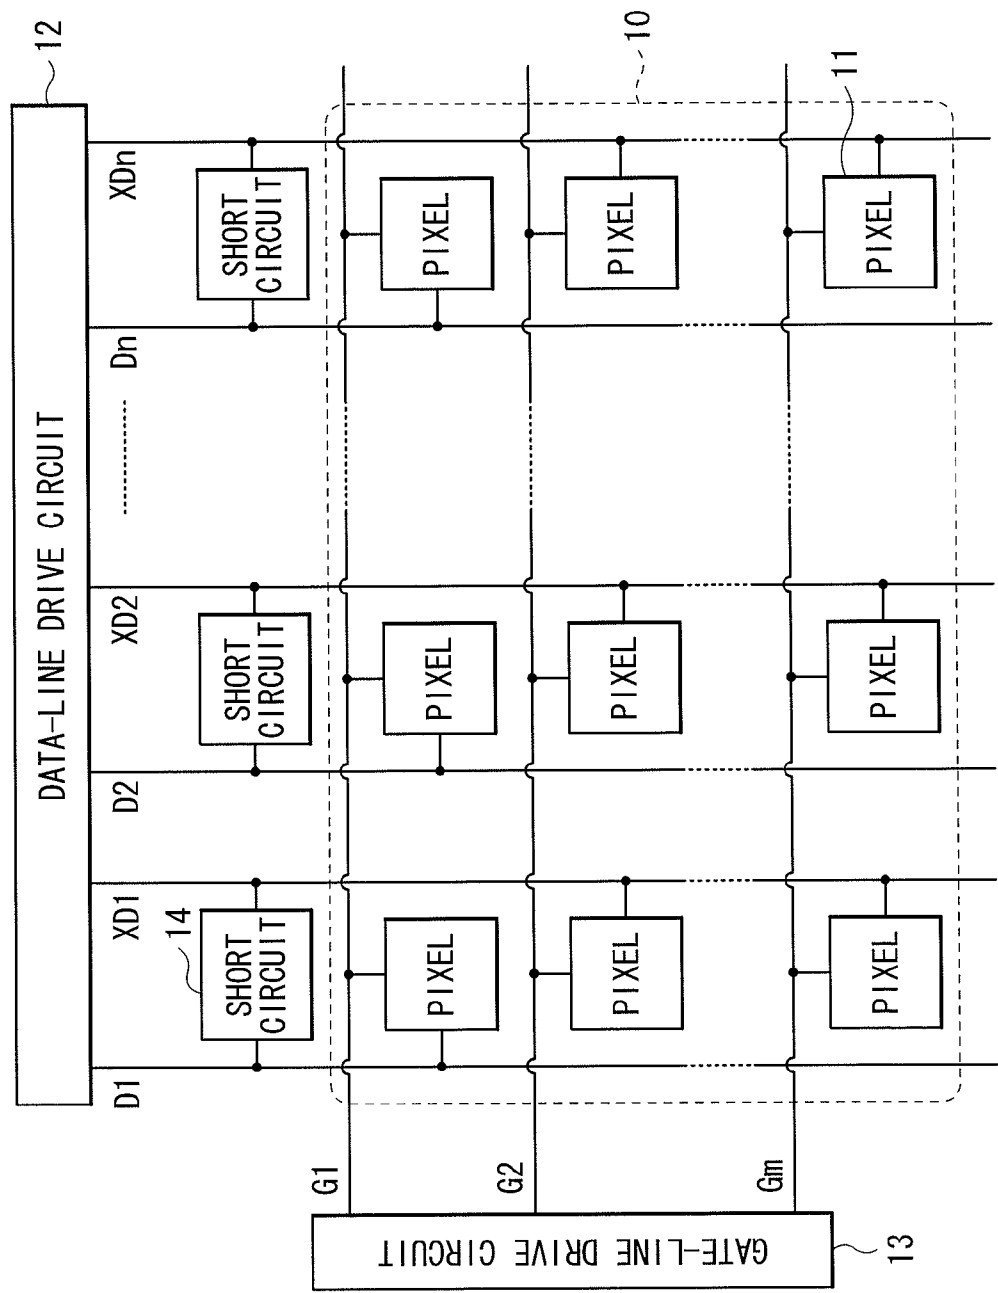 12
DATA-LINE DRIVE CIRCUIT
D1
XD1
D2
XD2
Dn
XDn
14
SHORT
CIRCUIT
SHORT
CIRCUIT
SHORT
CIRCUIT
10
G1
PIXEL
PIXEL
PIXEL
G2
PIXEL
PIXEL
PIXEL
11
Gm
PIXEL
PIXEL
PIXEL
GATE-LINE DRIVE CIRCUIT
13